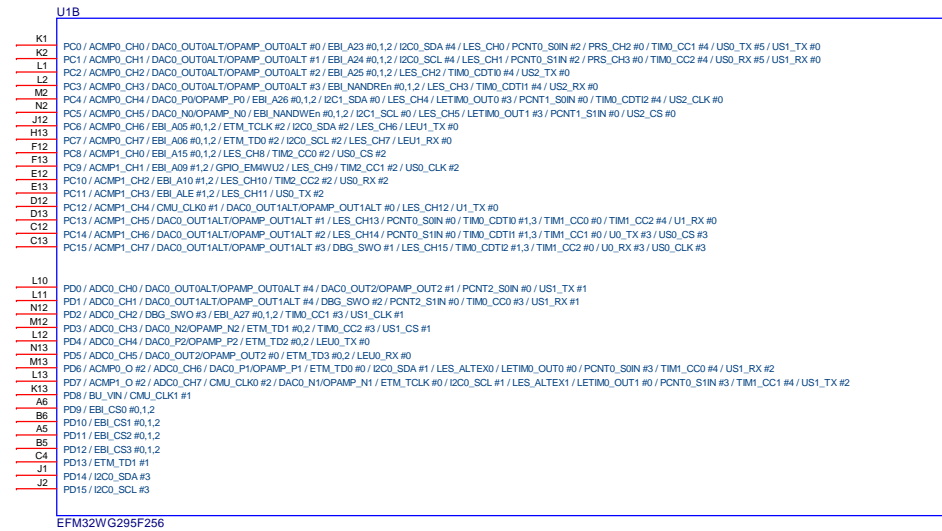 U1B
K1 PC0 / ACMP0_CH0 / DAC0_OUT0ALT/OPAMP_OUT0ALT #0 / EBI_A23 #0,1,2 / I2C0_SDA #4 / LES_CH0 / PCNT0_S0IN #2 / PRS_CH2 #0 / TIM0_CC1 #4 / US0_TX #5 / US1_TX #0
K2 PC1 / ACMP0_CH1 / DAC0_OUT0ALT/OPAMP_OUT0ALT #1 / EBI_A24 #0,1,2 / I2C0_SCL #4 / LES_CH1 / PCNT0_S1IN #2 / PRS_CH3 #0 / TIM0_CC2 #4 / US0_RX #5 / US1_RX #0
L1 PC2 / ACMP0_CH2 / DAC0_OUT0ALT/OPAMP_OUT0ALT #2 / EBI_A25 #0,1,2 / LES_CH2 / TIM0_CDTI0 #4 / US2_TX #0
L2 PC3 / ACMP0_CH3 / DAC0_OUT0ALT/OPAMP_OUT0ALT #3 / EBI_NANDREn #0,1,2 / LES_CH3 / TIM0_CDTI1 #4 / US2_RX #0
M2 PC4 / ACMP0_CH4 / DAC0_P0/OPAMP_P0 / EBI_A26 #0,1,2 / I2C1_SDA #0 / LES_CH4 / LETIM0_OUT0 #3 / PCNT1_S0IN #0 / TIM0_CDTI2 #4 / US2_CLK #0
N2 PC5 / ACMP0_CH5 / DAC0_N0/OPAMP_N0 / EBI_NANDWEn #0,1,2 / I2C1_SCL #0 / LES_CH5 / LETIM0_OUT1 #3 / PCNT1_S1IN #0 / US2_CS #0
J12 PC6 / ACMP0_CH6 / EBI_A05 #0,1,2 / ETM_TCLK #2 / I2C0_SDA #2 / LES_CH6 / LEU1_TX #0
H13 PC7 / ACMP0_CH7 / EBI_A06 #0,1,2 / ETM_TD0 #2 / I2C0_SCL #2 / LES_CH7 / LEU1_RX #0
F12 PC8 / ACMP1_CH0 / EBI_A15 #0,1,2 / LES_CH8 / TIM2_CC0 #2 / US0_CS #2
F13 PC9 / ACMP1_CH1 / EBI_A09 #1,2 / GPIO_EM4WU2 / LES_CH9 / TIM2_CC1 #2 / US0_CLK #2
E12 PC10 / ACMP1_CH2 / EBI_A10 #1,2 / LES_CH10 / TIM2_CC2 #2 / US0_RX #2
E13 PC11 / ACMP1_CH3 / EBI_ALE #1,2 / LES_CH11 / US0_TX #2
D12 PC12 / ACMP1_CH4 / CMU_CLK0 #1 / DAC0_OUT1ALT/OPAMP_OUT1ALT #0 / LES_CH12 / U1_TX #0
D13 PC13 / ACMP1_CH5 / DAC0_OUT1ALT/OPAMP_OUT1ALT #1 / LES_CH13 / PCNT0_S0IN #0 / TIM0_CDTI0 #1,3 / TIM1_CC0 #0 / TIM1_CC2 #4 / U1_RX #0
C12 PC14 / ACMP1_CH6 / DAC0_OUT1ALT/OPAMP_OUT1ALT #2 / LES_CH14 / PCNT0_S1IN #0 / TIM0_CDTI1 #1,3 / TIM1_CC1 #0 / U0_TX #3 / US0_CS #3
C13 PC15 / ACMP1_CH7 / DAC0_OUT1ALT/OPAMP_OUT1ALT #3 / DBG_SWO #1 / LES_CH15 / TIM0_CDTI2 #1,3 / TIM1_CC2 #0 / U0_RX #3 / US0_CLK #3
L10 PD0 / ADC0_CH0 / DAC0_OUT0ALT/OPAMP_OUT0ALT #4 / DAC0_OUT2/OPAMP_OUT2 #1 / PCNT2_S0IN #0 / US1_TX #1
L11 PD1 / ADC0_CH1 / DAC0_OUT1ALT/OPAMP_OUT1ALT #4 / DBG_SWO #2 / PCNT2_S1IN #0 / TIM0_CC0 #3 / US1_RX #1
N12 PD2 / ADC0_CH2 / DBG_SWO #3 / EBI_A27 #0,1,2 / TIM0_CC1 #3 / US1_CLK #1
M12 PD3 / ADC0_CH3 / DAC0_N2/OPAMP_N2 / ETM_TD1 #0,2 / TIM0_CC2 #3 / US1_CS #1
L12 PD4 / ADC0_CH4 / DAC0_P2/OPAMP_P2 / ETM_TD2 #0,2 / LEU0_TX #0
N13 PD5 / ADC0_CH5 / DAC0_OUT2/OPAMP_OUT2 #0 / ETM_TD3 #0,2 / LEU0_RX #0
M13 PD6 / ACMP0_O #2 / ADC0_CH6 / DAC0_P1/OPAMP_P1 / ETM_TD0 #0 / I2C0_SDA #1 / LES_ALTEX0 / LETIM0_OUT0 #0 / PCNT0_S0IN #3 / TIM1_CC0 #4 / US1_RX #2
L13 PD7 / ACMP1_O #2 / ADC0_CH7 / CMU_CLK0 #2 / DAC0_N1/OPAMP_N1 / ETM_TCLK #0 / I2C0_SCL #1 / LES_ALTEX1 / LETIM0_OUT1 #0 / PCNT0_S1IN #3 / TIM1_CC1 #4 / US1_TX #2
K13 PD8 / BU_VIN / CMU_CLK1 #1
A6 PD9 / EBI_CS0 #0,1,2
B6 PD10 / EBI_CS1 #0,1,2
A5 PD11 / EBI_CS2 #0,1,2
B5 PD12 / EBI_CS3 #0,1,2
C4 PD13 / ETM_TD1 #1
J1 PD14 / I2C0_SDA #3
J2 PD15 / I2C0_SCL #3
EFM32WG295F256